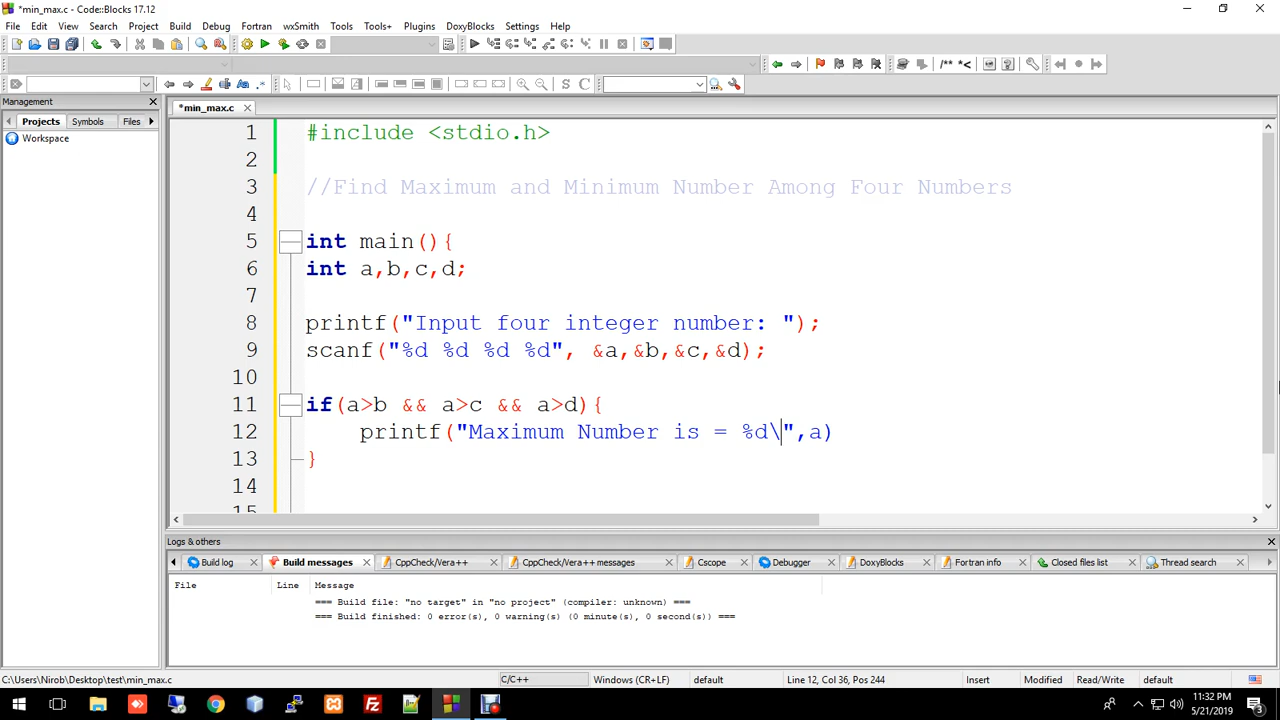 *min_max.c - Code::Blocks 17.12
File Edit View Search Project Build Debug Fortran wxSmith Tools Tools+ Plugins DoxyBlocks Settings Help
/** *<
S C
Management
Projects Symbols Files
Workspace
*min_max.c
1 #include <stdio.h>
2
3 //Find Maximum and Minimum Number Among Four Numbers
4
5 int main(){
6 int a,b,c,d;
7
8 printf("Input four integer number: ");
9 scanf("%d %d %d %d", &a,&b,&c,&d);
10
11 if(a>b && a>c && a>d){
12 printf("Maximum Number is = %d\",a)
13 }
14
15
Logs & others
Build log Build messages CppCheck/Vera++ CppCheck/Vera++ messages Cscope Debugger DoxyBlocks Fortran info Closed files list Thread search
File Line Message
=== Build file: "no target" in "no project" (compiler: unknown) ===
=== Build finished: 0 error(s), 0 warning(s) (0 minute(s), 0 second(s)) ===
C:\Users\Nirob\Desktop\test\min_max.c C/C++ Windows (CR+LF) default Line 12, Col 36, Pos 244 Insert Modified Read/Write default
11:32 PM
5/21/2019
3